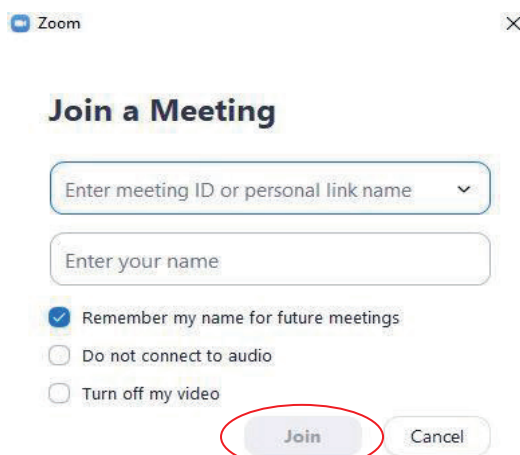 Zoom
Join a Meeting
Enter meeting ID or personal link name
Enter your name
Remember my name for future meetings
Do not connect to audio
Turn off my video
Join Cancel